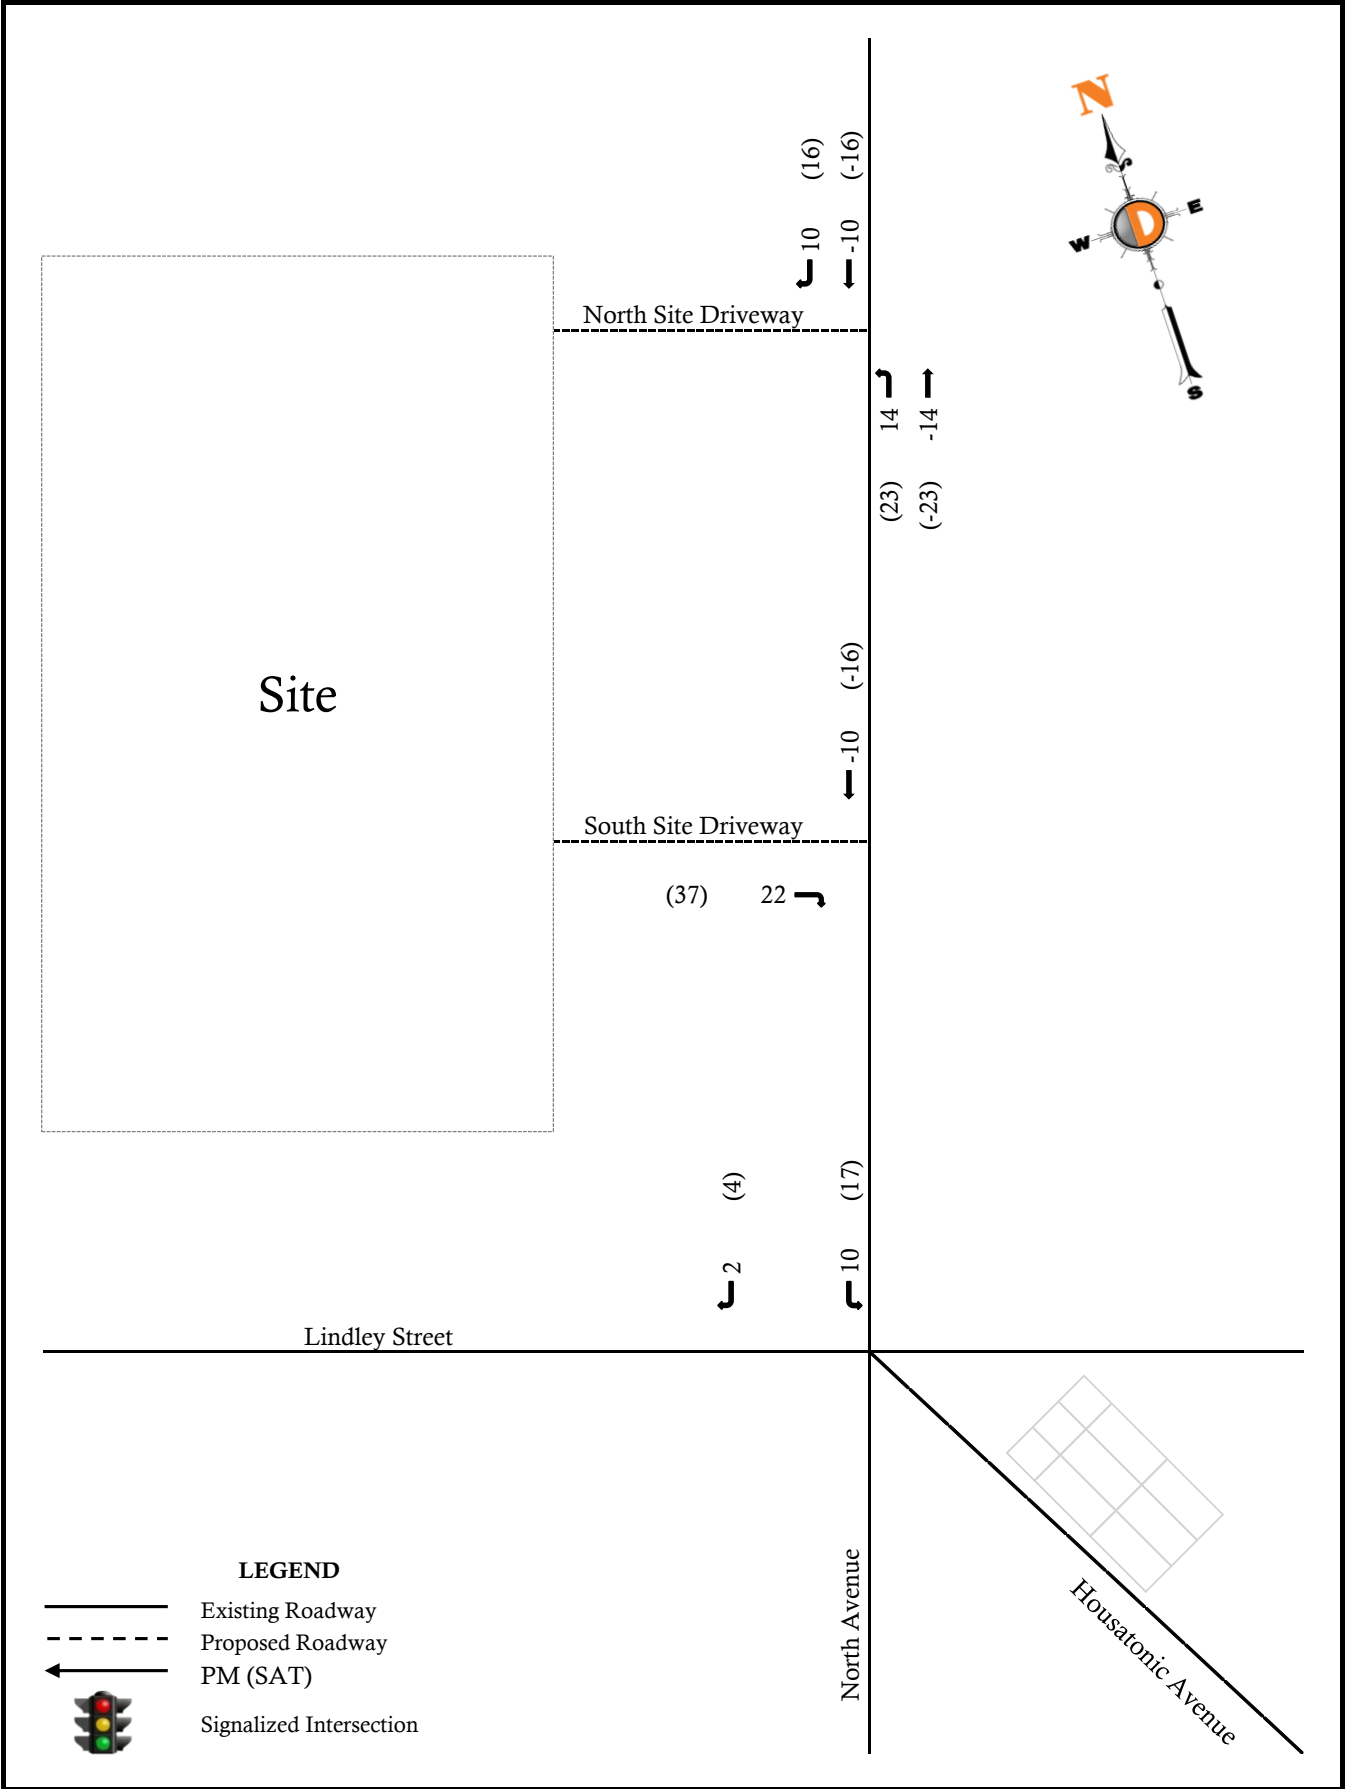 N
W
E
D
S
(16)
(-16)
10
-10
North Site Driveway
14
-14
(23)
(-23)
Site
(-16)
-10
South Site Driveway
(37) 22
(4)
(17)
2
10
Lindley Street
North Avenue
Housatonic Avenue
LEGEND
Existing Roadway
Proposed Roadway
PM (SAT)
Signalized Intersection